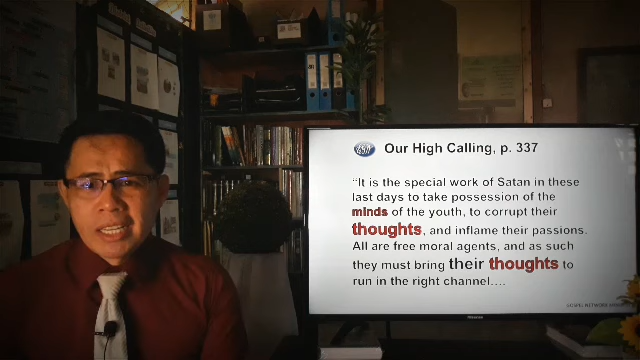 Our High Calling, p. 337
“It is the special work of Satan in these
last days to take possession of the
minds of the youth, to corrupt their
thoughts, and inflame their passions.
All are free moral agents, and as such
they must bring their thoughts to
run in the right channel….
Hisense